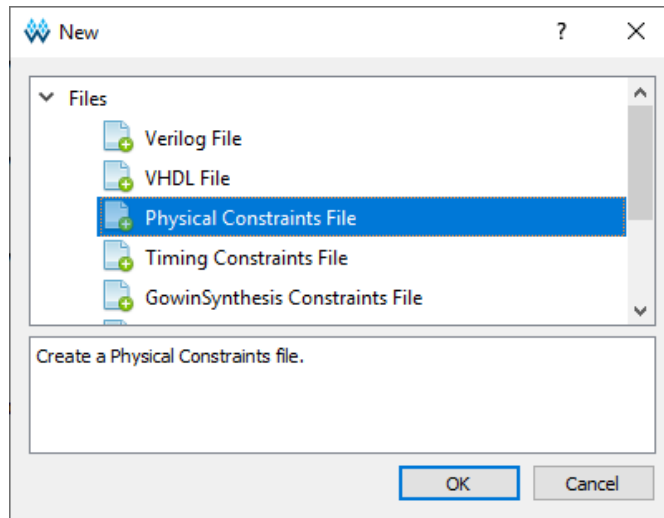 New
?
Files
Verilog File
VHDL File
Physical Constraints File
Timing Constraints File
GowinSynthesis Constraints File
Create a Physical Constraints file.
OK Cancel